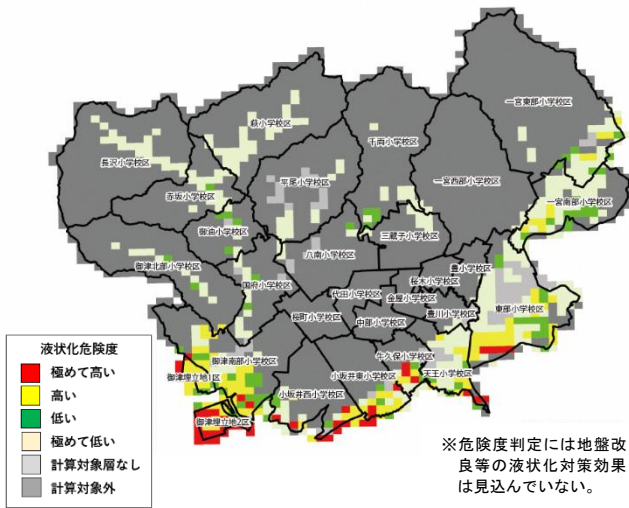 一宮東部小学校区
萩小学校区
千両小学校区
長沢小学校区
平尾小学校区
一宮西部小学校区
赤坂小学校区
一宮南部小学校区
御油小学校区
三蔵子小学校区
八南小学校区
豊小学校区
御津北部小学校区
国府小学校区
桜木小学校区
代田小学校区
金屋小学校区
東部小学校区
桜町小学校区
中部小学校区
豊川小学校区
牛久保小学校区
御津南部小学校区
小坂井東小学校区
天王小学校区
御津埋立地1区
小坂井西小学校区
御津埋立地2区
液状化危険度
極めて高い
高い
低い
極めて低い
計算対象層なし
計算対象外
※危険度判定には地盤改
良等の液状化対策効果
は見込んでいない。